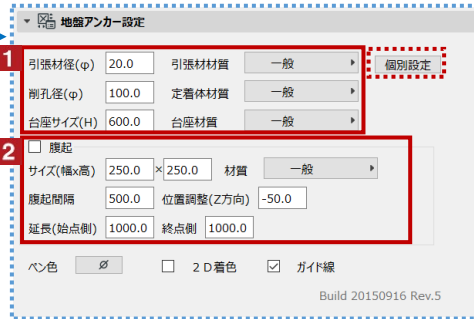 地盤アンカー設定
1
引張材径(φ) 20.0 引張材材質 一般 個別設定
削孔径(φ) 100.0 定着体材質 一般
台座サイズ(H) 600.0 台座材質 一般
2
腹起
サイズ(幅x高) 250.0 × 250.0 材質 一般
腹起間隔 500.0 位置調整(Z方向) -50.0
延長(始点側) 1000.0 終点側 1000.0
ペン色 Ø 2D着色 ガイド線
Build 20150916 Rev.5